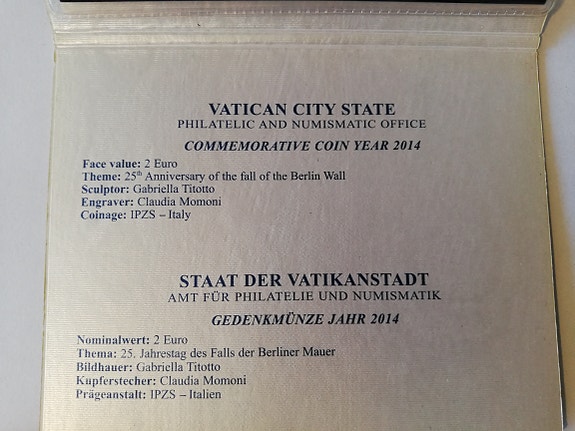 VATICAN CITY STATE
PHILATELIC AND NUMISMATIC OFFICE
COMMEMORATIVE COIN YEAR 2014
Face value: 2 Euro
Theme: 25th Anniversary of the fall of the Berlin Wall
Sculptor: Gabriella Titotto
Engraver: Claudia Momoni
Coinage: IPZS – Italy
STAAT DER VATIKANSTADT
AMT FÜR PHILATELIE UND NUMISMATIK
GEDENKMÜNZE JAHR 2014
Nominalwert: 2 Euro
Thema: 25. Jahrestag des Falls der Berliner Mauer
Bildhauer: Gabriella Titotto
Kupferstecher: Claudia Momoni
Prägeanstalt: IPZS – Italien